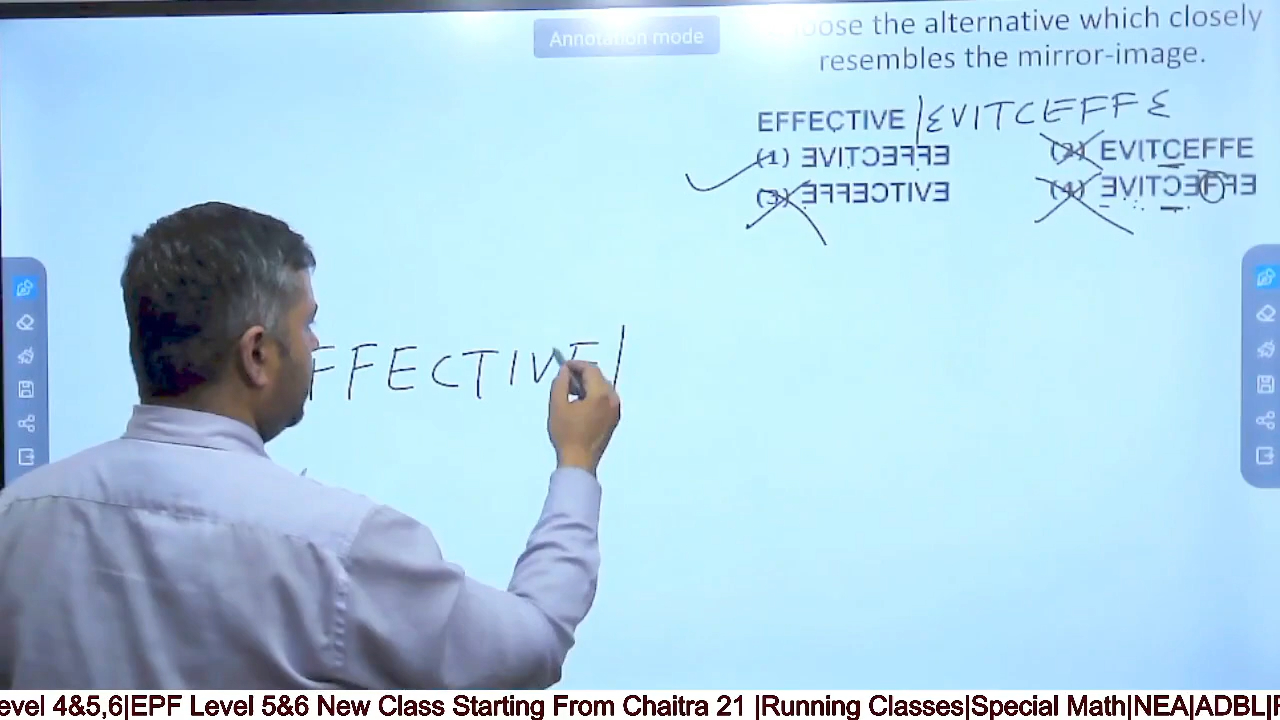 Annotation mode
oose the alternative which closely
resembles the mirror-image.
EFFECTIVE | ƐVITCEFFƐ
(1) ƎVITƆƎꟻꟻƎ (2) EVITCEFFE
(3) ƎꟻꟻƎƆTIVƎ (4) ƎVITƆƎFꟻƎ
FFECTIVE |
evel 4&5,6|EPF Level 5&6 New Class Starting From Chaitra 21 |Running Classes|Special Math|NEA|ADBL|